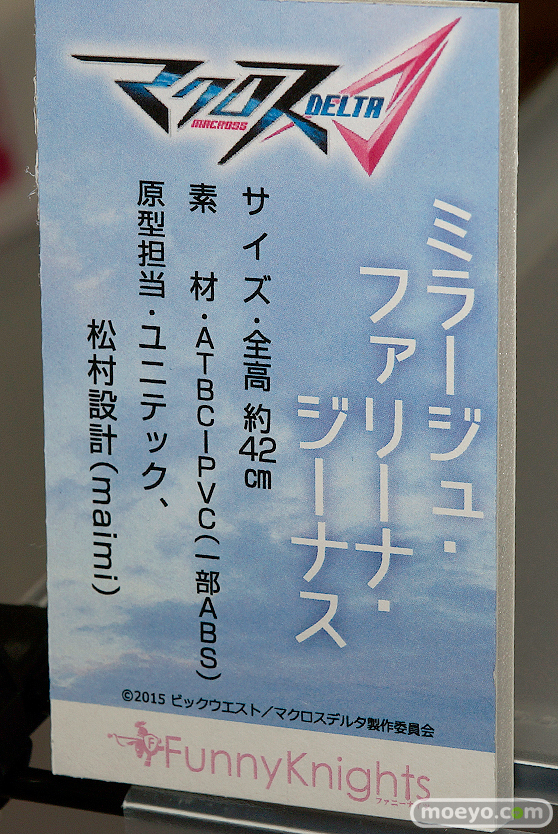 マクロス
MACROSS
DELTA
ミラージュ・
ファリーナ・
ジーナス
サイズ・全高 約42㎝
素 材・ATBC-PVC(一部ABS)
原型担当・ユニテック、
松村設計(maimi)
©2015 ビックウエスト/マクロスデルタ製作委員会
FunnyKnights
moeyo.com